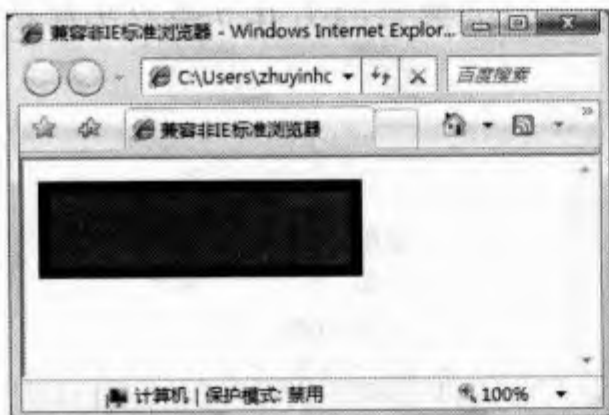 兼容非IE标准浏览器 - Windows Internet Explor...
C:\Users\zhuyinhc
百度搜索
兼容非IE标准浏览器
计算机 | 保护模式: 禁用
100%